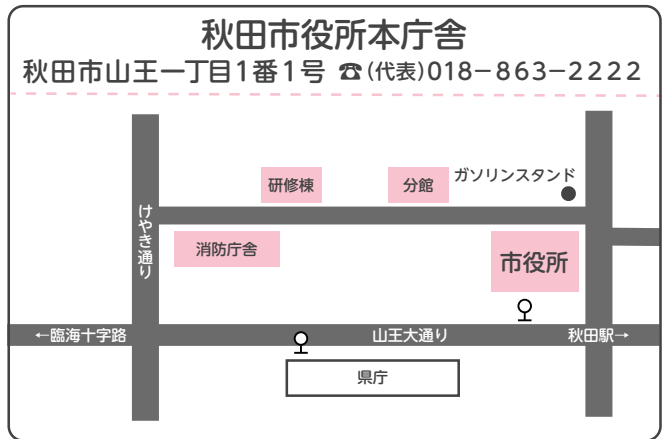 秋田市役所本庁舎
秋田市山王一丁目1番1号 ☎(代表)018−863−2222
ガソリンスタンド
研修棟
分館
けやき通り
消防庁舎
市役所
←臨海十字路
山王大通り
秋田駅→
県庁